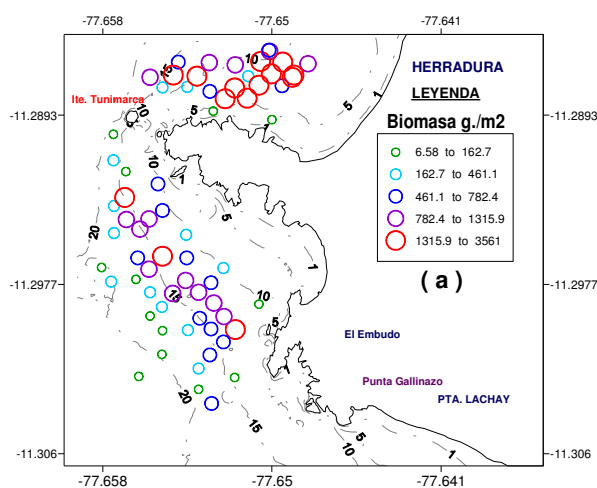 -77.658 -77.65 -77.641
HERRADURA
LEYENDA
Biomasa g./m2
6.58 to 162.7
162.7 to 461.1
461.1 to 782.4
782.4 to 1315.9
1315.9 to 3561
( a )
Ite. Tunimarca
-11.2893 -11.2893
-11.2977 -11.2977
-11.306 -11.306
15 10 5 1
10 5
10 1
20 5 1
15 10 5
20 15 1
10 5 1
El Embudo
Punta Gallinazo
PTA. LACHAY
-77.658 -77.65 -77.641